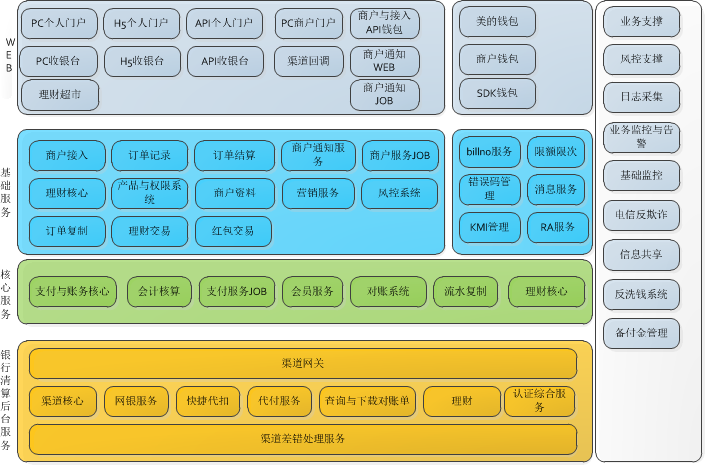 WEB
PC个人门户
H5个人门户
API个人门户
PC商户门户
商户与接入
API钱包
PC收银台
H5收银台
API收银台
渠道回调
商户通知
WEB
理财超市
商户通知
JOB
美的钱包
商户钱包
SDK钱包
基础服务
商户接入
订单记录
订单结算
商户通知服
务
商户服务JOB
理财核心
产品与权限系
统
商户资料
营销服务
风控系统
订单复制
理财交易
红包交易
billno服务
限额限次
错误码管
理
消息服务
KMI管理
RA服务
核心服务
支付与账务核心
会计核算
支付服务JOB
会员服务
对账系统
流水复制
理财核心
银行清算后台服务
渠道网关
渠道核心
网银服务
快捷代扣
代付服务
查询与下载对账单
理财
认证综合服
务
渠道差错处理服务
业务支撑
风控支撑
日志采集
业务监控与告
警
基础监控
电信反欺诈
信息共享
反洗钱系统
备付金管理